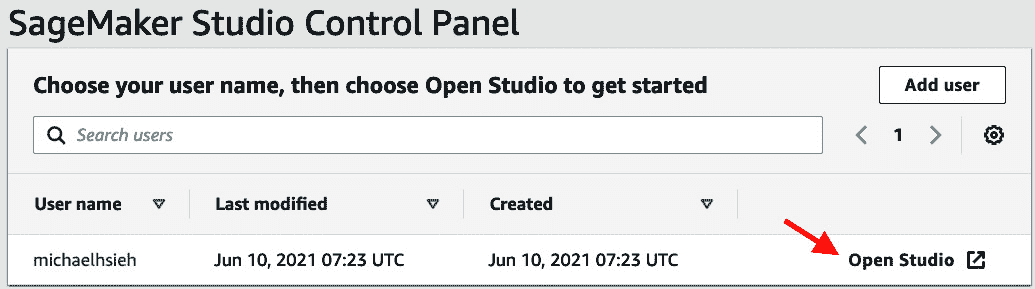 SageMaker Studio Control Panel
Choose your user name, then choose Open Studio to get started
Add user
Search users
1
User name Last modified Created
michaelhsieh Jun 10, 2021 07:23 UTC Jun 10, 2021 07:23 UTC Open Studio